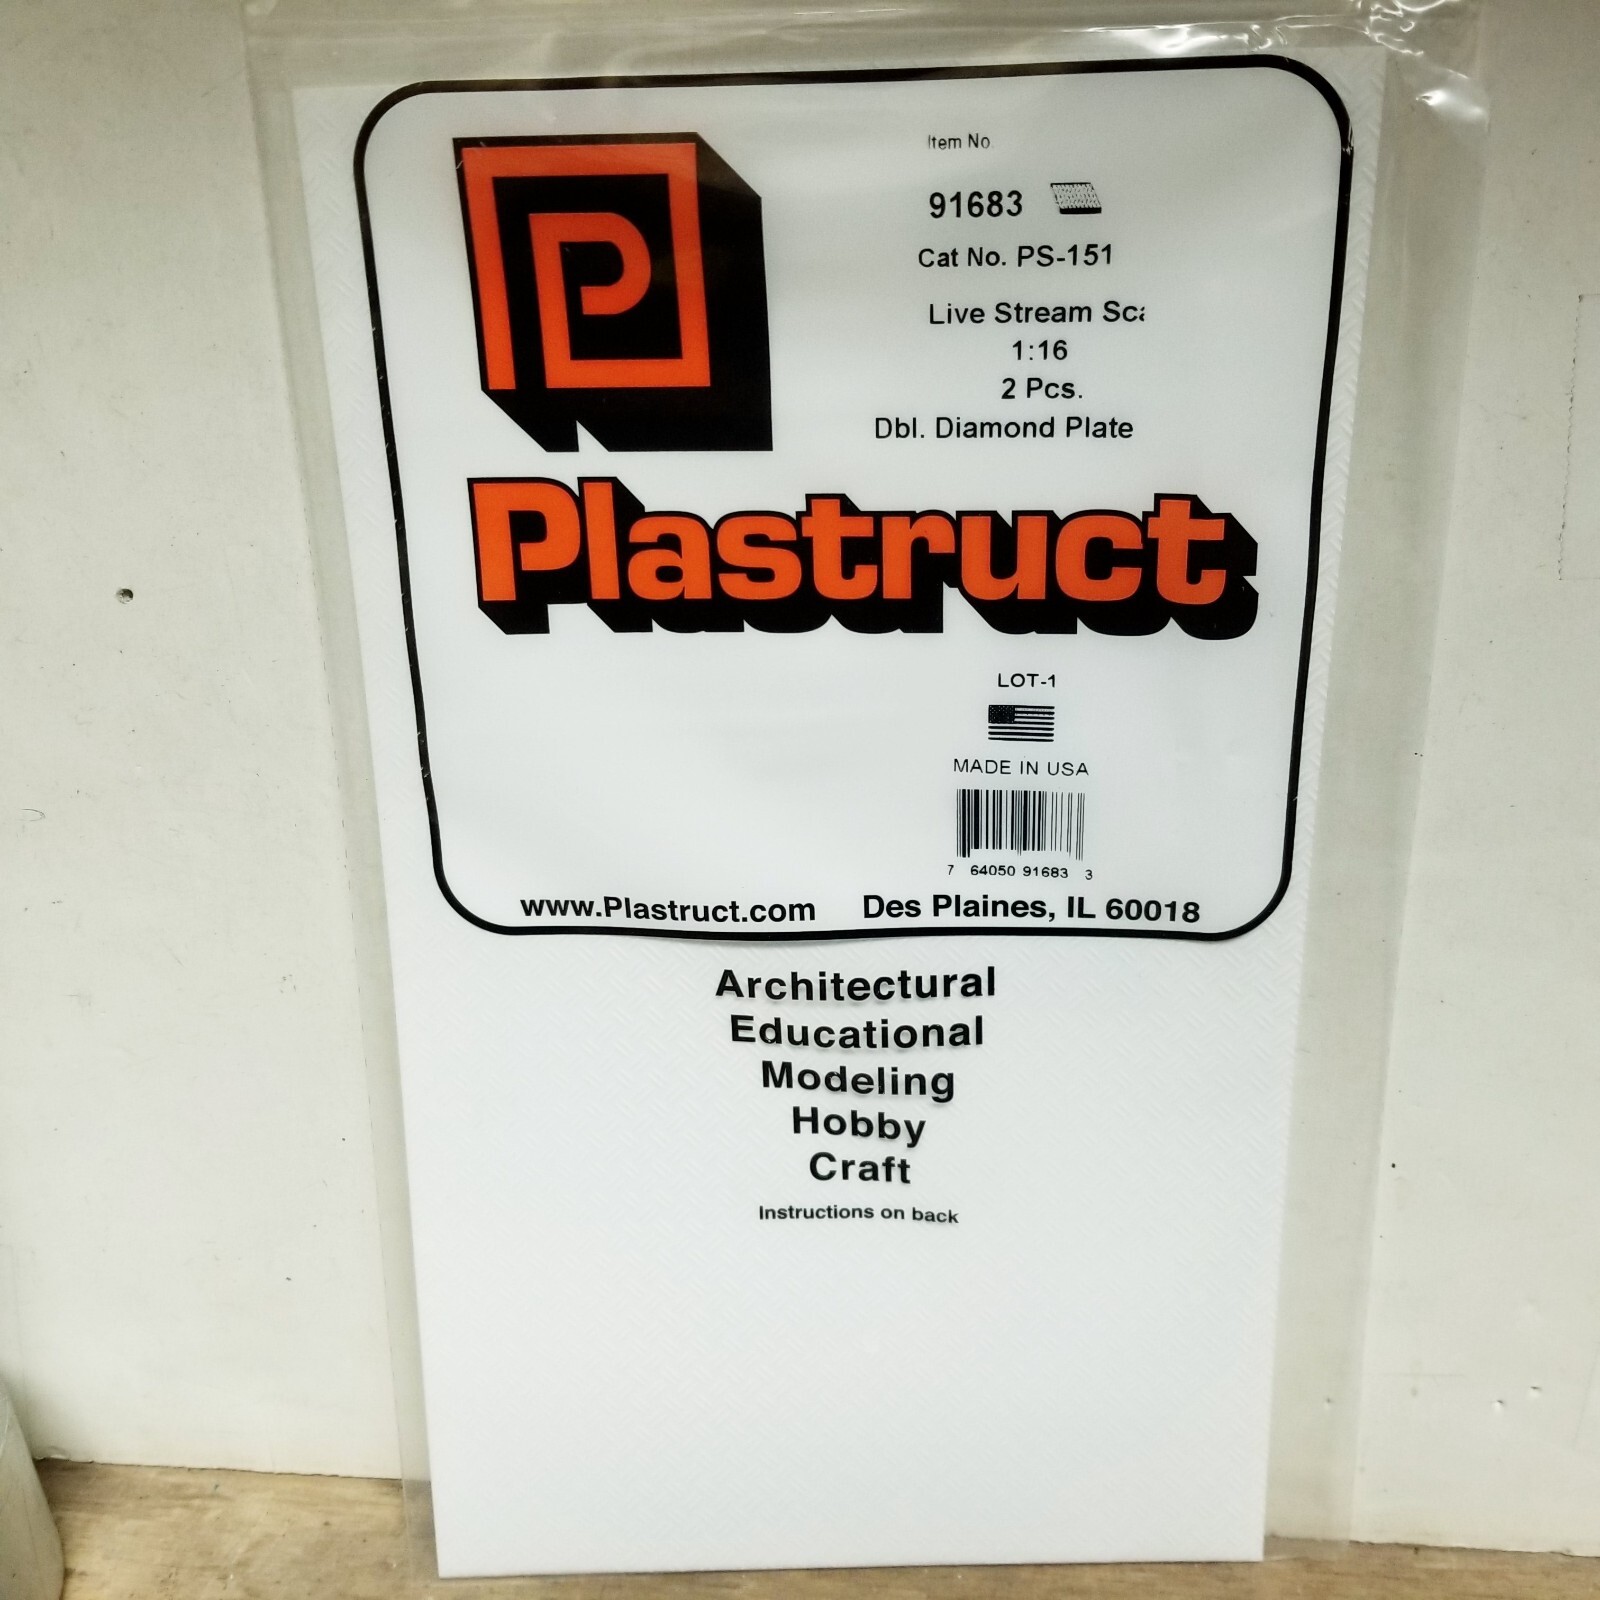 Item No.
91683
Cat No. PS-151
Live Stream Sca
1:16
2 Pcs.
Dbl. Diamond Plate
P
Plastruct
LOT-1
MADE IN USA
7 64050 91683 3
www.Plastruct.com Des Plaines, IL 60018
Architectural
Educational
Modeling
Hobby
Craft
Instructions on back